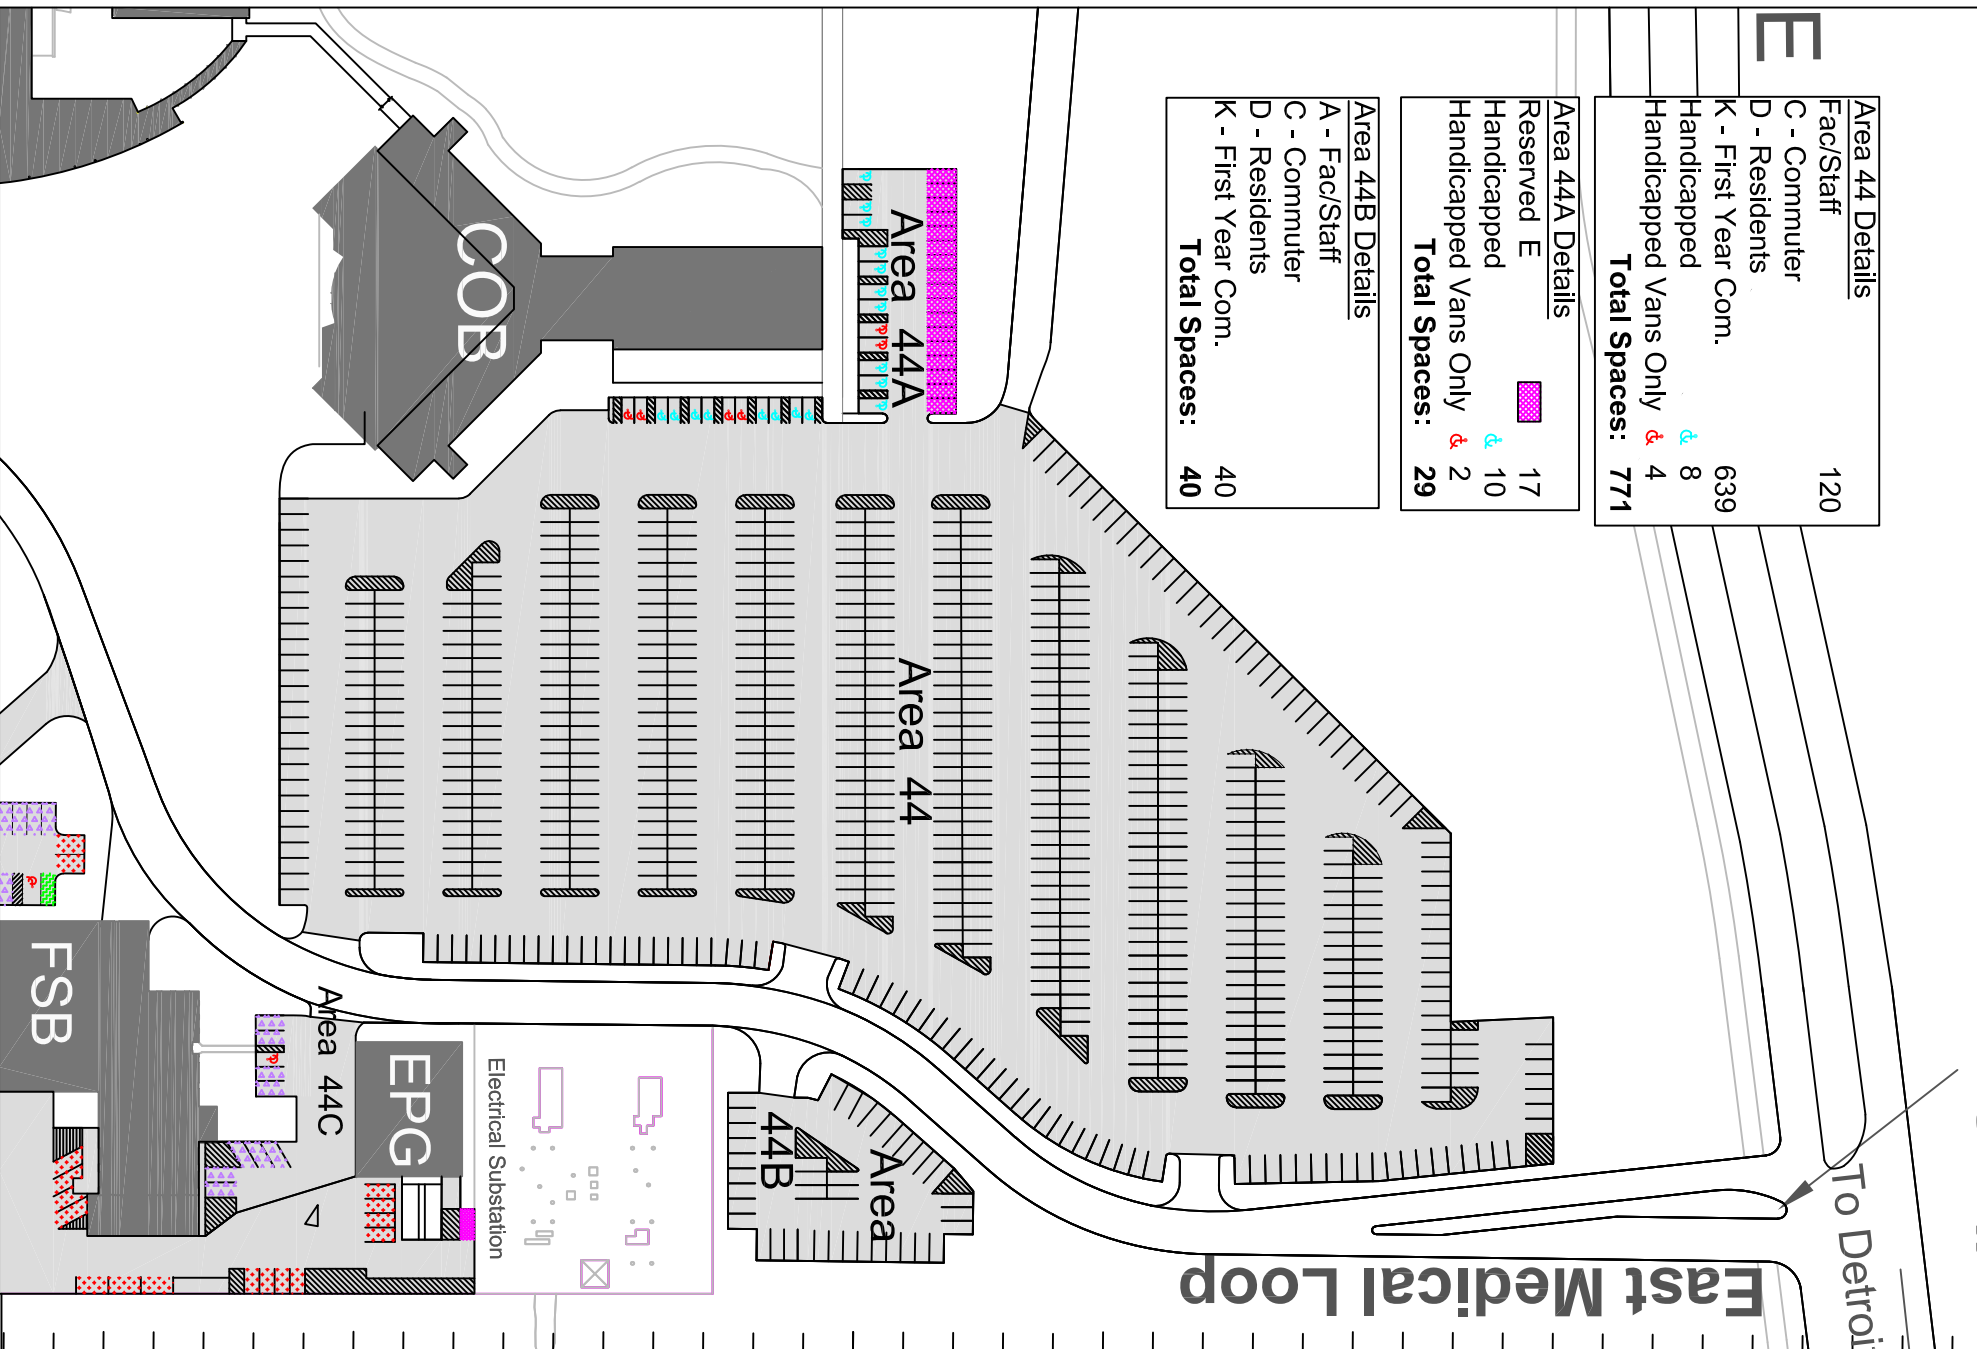 E
Area 44 Details
Fac/Staff 120
C - Commuter
D - Residents
K - First Year Com. 639
Handicapped 8
Handicapped Vans Only 4
Total Spaces: 771
Area 44A Details
Reserved E 17
Handicapped 10
Handicapped Vans Only 2
Total Spaces: 29
Area 44B Details
A - Fac/Staff
C - Commuter
D - Residents
K - First Year Com. 40
Total Spaces: 40
Area 44A
COB
Area 44
FSB
Area 44C
EPG
Electrical Substation
Area
44B
East Medical Loop
To Detroi